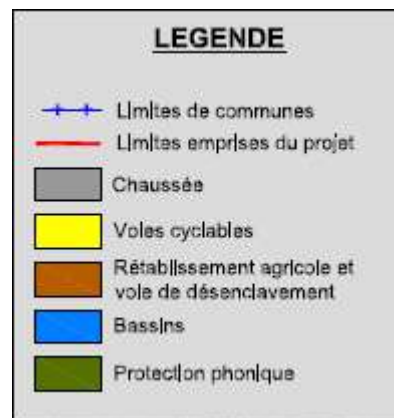 LEGENDE
Limites de communes
Limites emprises du projet
Chaussée
Voies cyclables
Rétablissement agricole et
voie de désenclavement
Bassins
Protection phonique